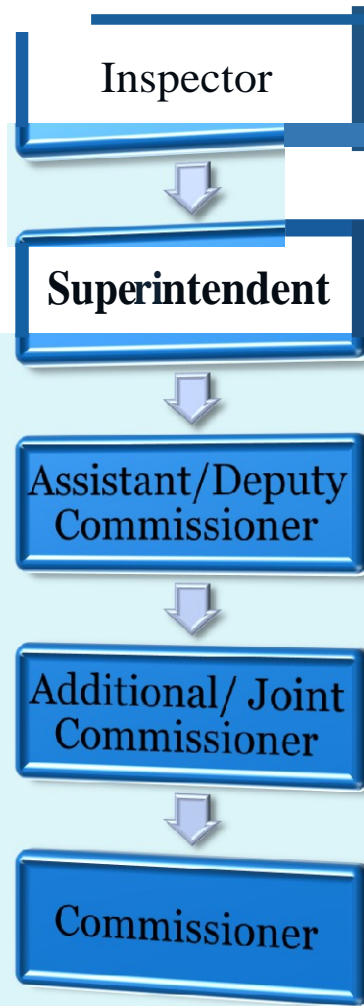 Inspector
Superintendent
Assistant/Deputy
Commissioner
Additional/ Joint
Commissioner
Commissioner